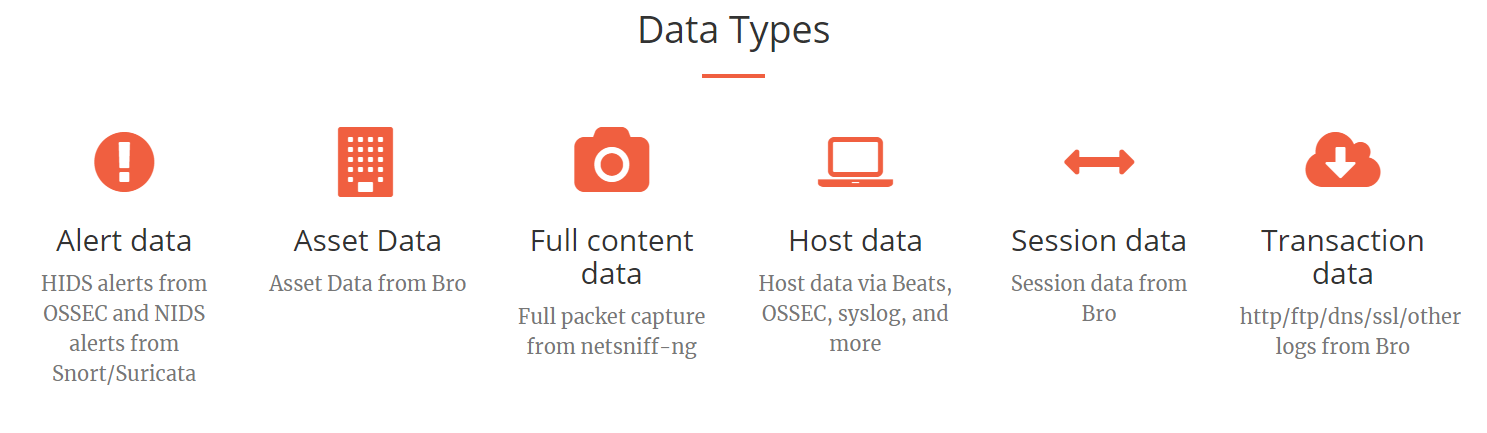 Data Types
Alert data
HIDS alerts from
OSSEC and NIDS
alerts from
Snort/Suricata
Asset Data
Asset Data from Bro
Full content
data
Full packet capture
from netsniff-ng
Host data
Host data via Beats,
OSSEC, syslog, and
more
Session data
Session data from
Bro
Transaction
data
http/ftp/dns/ssl/other
logs from Bro